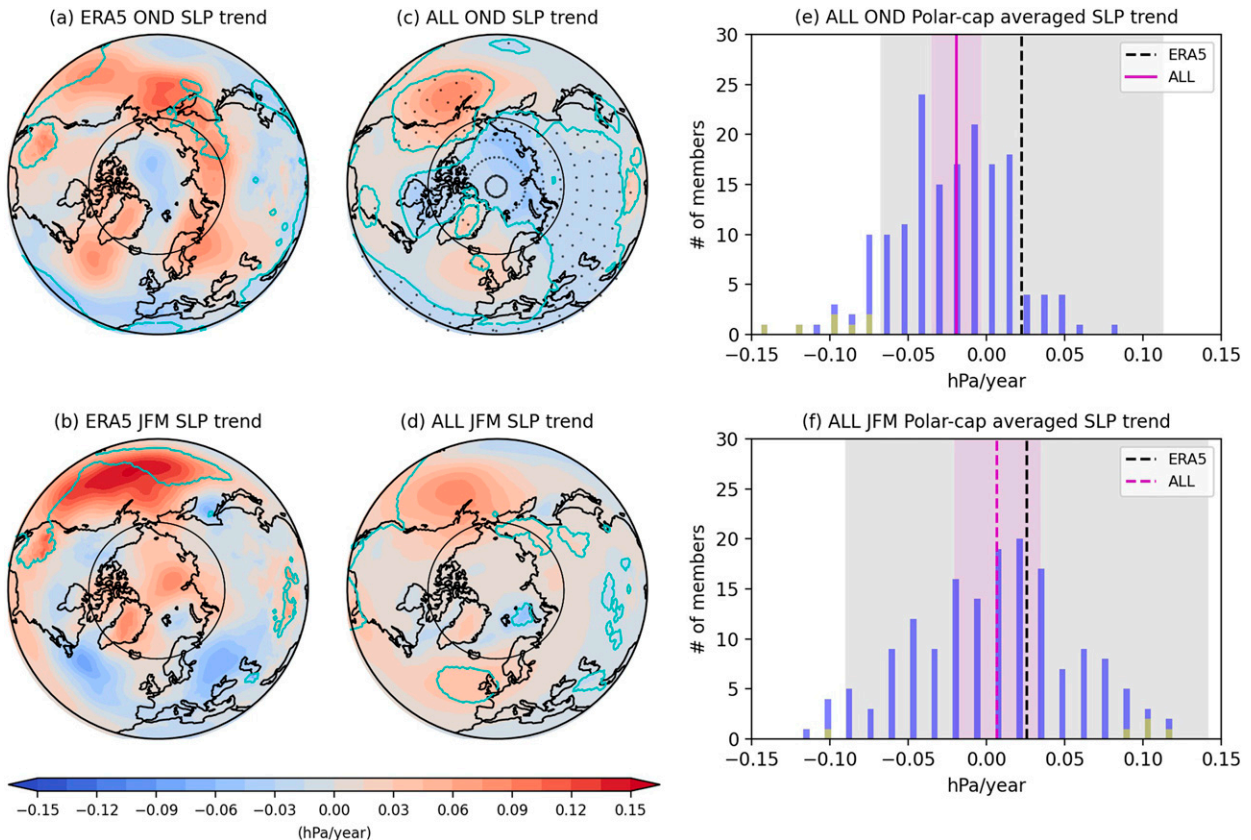 (a) ERA5 OND SLP trend
(c) ALL OND SLP trend
(e) ALL OND Polar-cap averaged SLP trend
30
25
20
15
10
5
0
# of members
ERA5
ALL
−0.15 −0.10 −0.05 0.00 0.05 0.10 0.15
hPa/year
(b) ERA5 JFM SLP trend
(d) ALL JFM SLP trend
(f) ALL JFM Polar-cap averaged SLP trend
30
25
20
15
10
5
0
# of members
ERA5
ALL
−0.15 −0.10 −0.05 0.00 0.05 0.10 0.15
hPa/year
−0.15 −0.12 −0.09 −0.06 −0.03 0.00 0.03 0.06 0.09 0.12 0.15
(hPa/year)